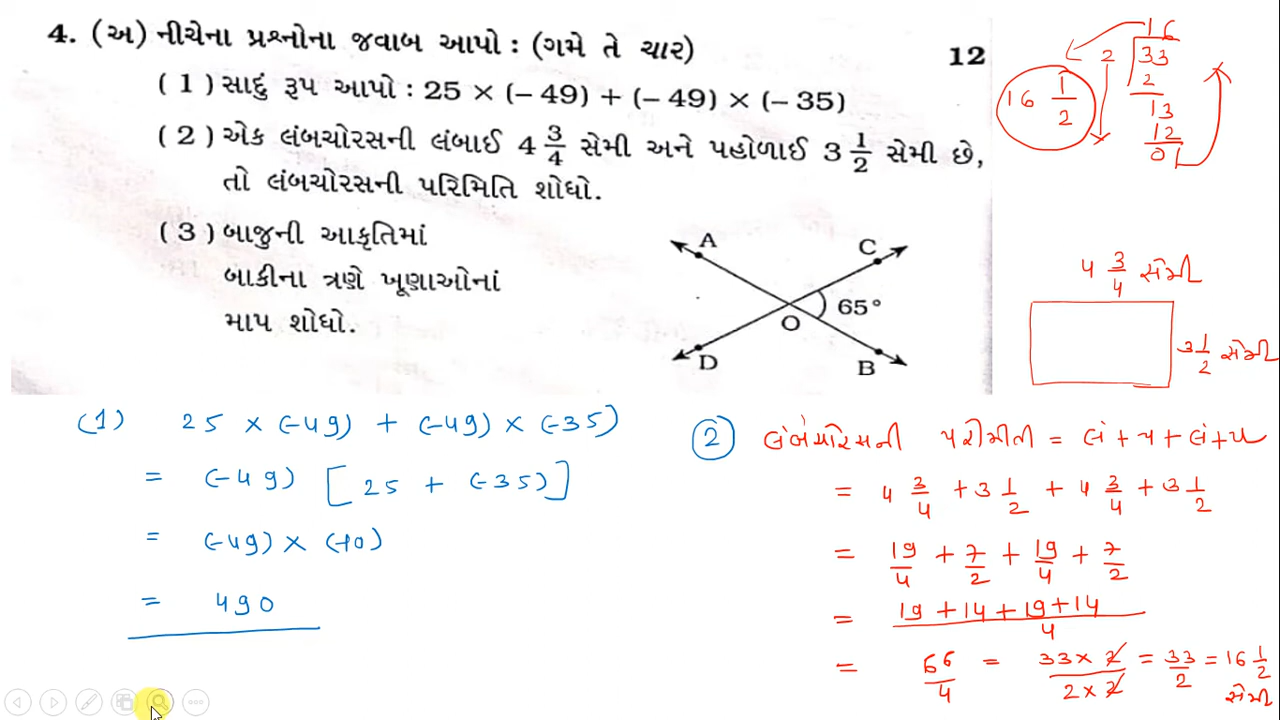 4. (અ) નીચેના પ્રશ્નોના જવાબ આપો : (ગમે તે ચાર) 12
( 1 ) સાદું રૂપ આપો : 25 × (– 49) + (– 49) × (– 35)
( 2 ) એક લંબચોરસની લંબાઈ 4 3/4 સેમી અને પહોળાઈ 3 1/2 સેમી છે,
તો લંબચોરસની પરિમિતિ શોધો.
( 3 ) બાજુની આકૃતિમાં
બાકીના ત્રણે ખૂણાઓનાં
માપ શોધો.
A
C
65°
O
D
B
16
2 33
2
13
12
01
16 1/2
4 3/4 સેમી
3 1/2 સેમી
(1) 25 × (-49) + (-49) × (-35)
= (-49) [25 + (-35)]
= (-49) × (-10)
= 490
2 લંબચોરસની પરીમીતી = લં + પ + લં + પ
= 4 3/4 + 3 1/2 + 4 3/4 + 3 1/2
= 19/4 + 7/2 + 19/4 + 7/2
= 19 + 14 + 19 + 14 / 4
= 66/4 = 33 × 2 / 2 × 2 = 33/2 = 16 1/2
સેમી